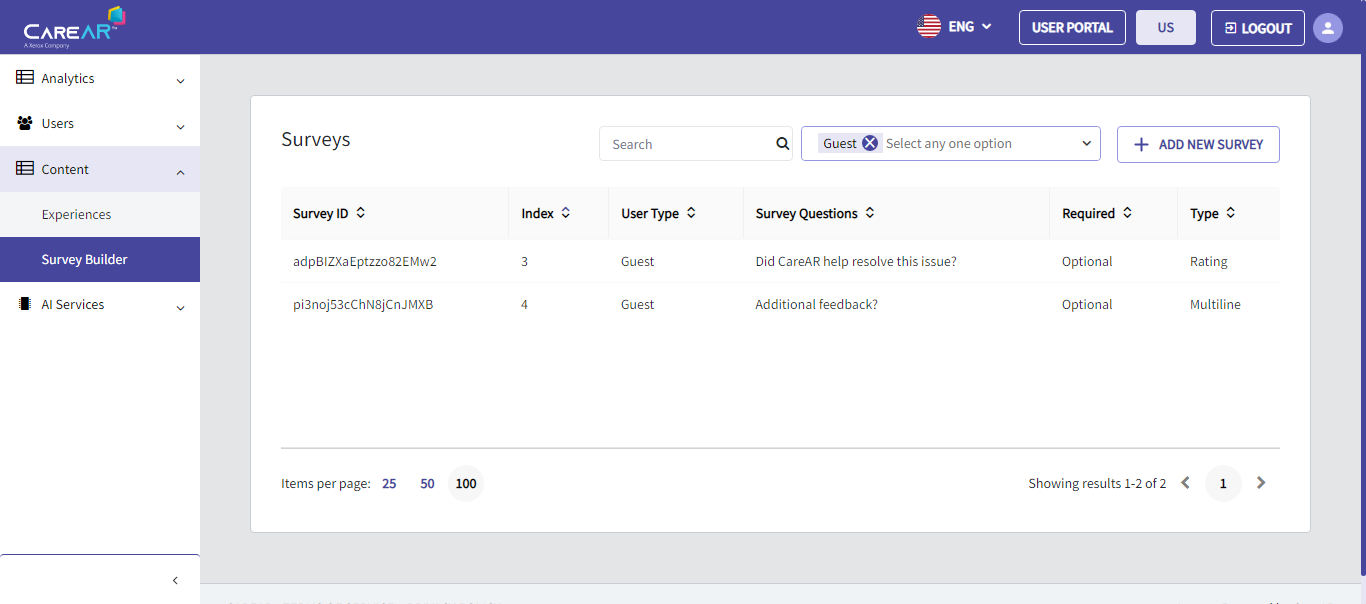 CAREAR™
A Xerox Company
ENG
USER PORTAL
US
LOGOUT
Analytics
Users
Content
Experiences
Survey Builder
AI Services
Surveys
Search
Guest Select any one option
ADD NEW SURVEY
Survey ID Index User Type Survey Questions Required Type
adpBIZXaEptzzo82EMw2 3 Guest Did CareAR help resolve this issue? Optional Rating
pi3noj53cChN8jCnJMXB 4 Guest Additional feedback? Optional Multiline
Items per page: 25 50 100
Showing results 1-2 of 2 1